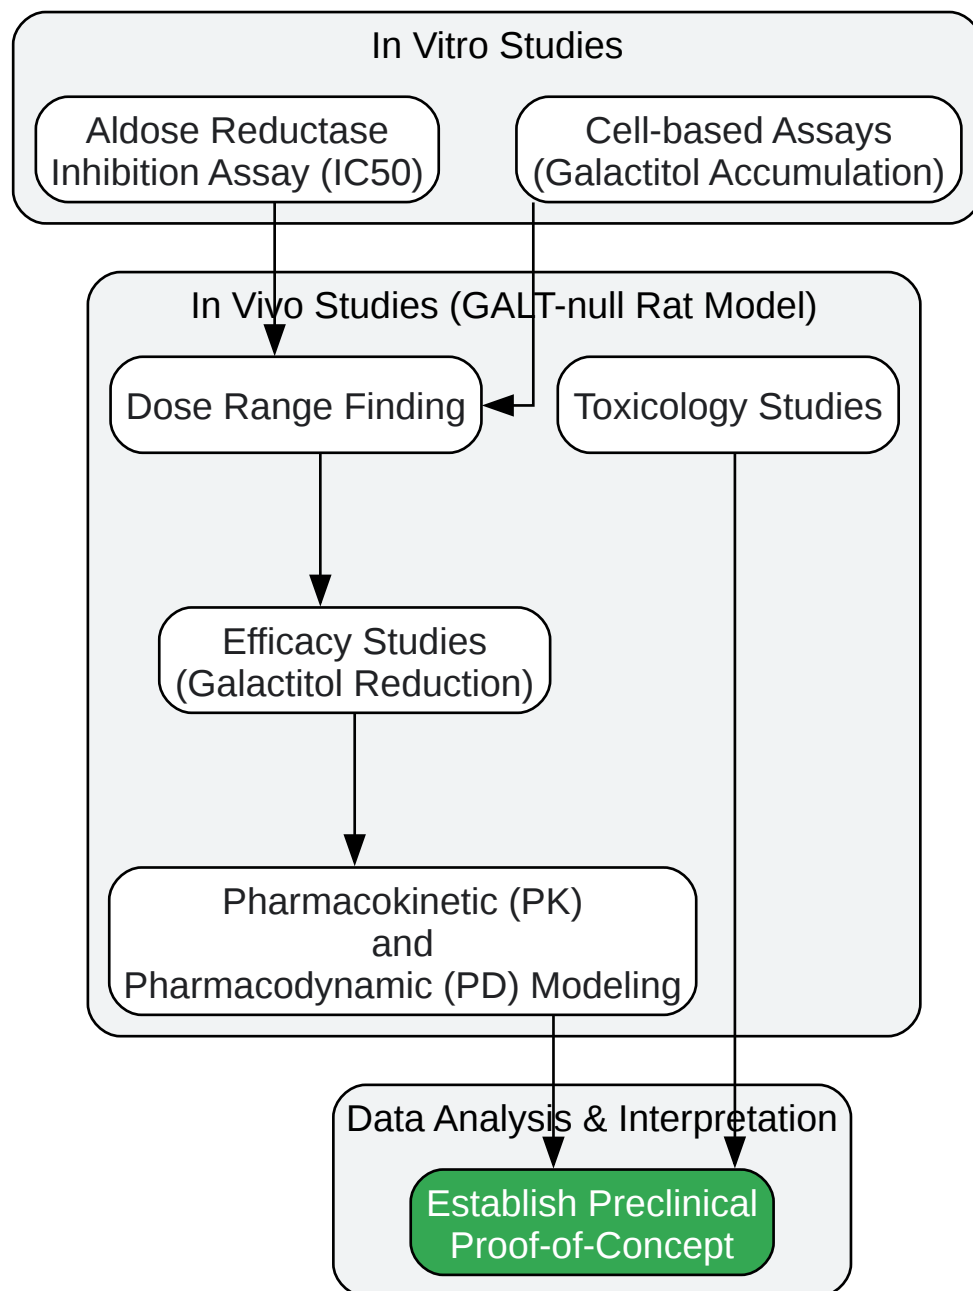 In Vitro Studies
Aldose Reductase
Inhibition Assay (IC50)
Cell-based Assays
(Galactitol Accumulation)
In Vivo Studies (GALT-null Rat Model)
Dose Range Finding
Toxicology Studies
Efficacy Studies
(Galactitol Reduction)
Pharmacokinetic (PK)
and
Pharmacodynamic (PD) Modeling
Data Analysis & Interpretation
Establish Preclinical
Proof-of-Concept